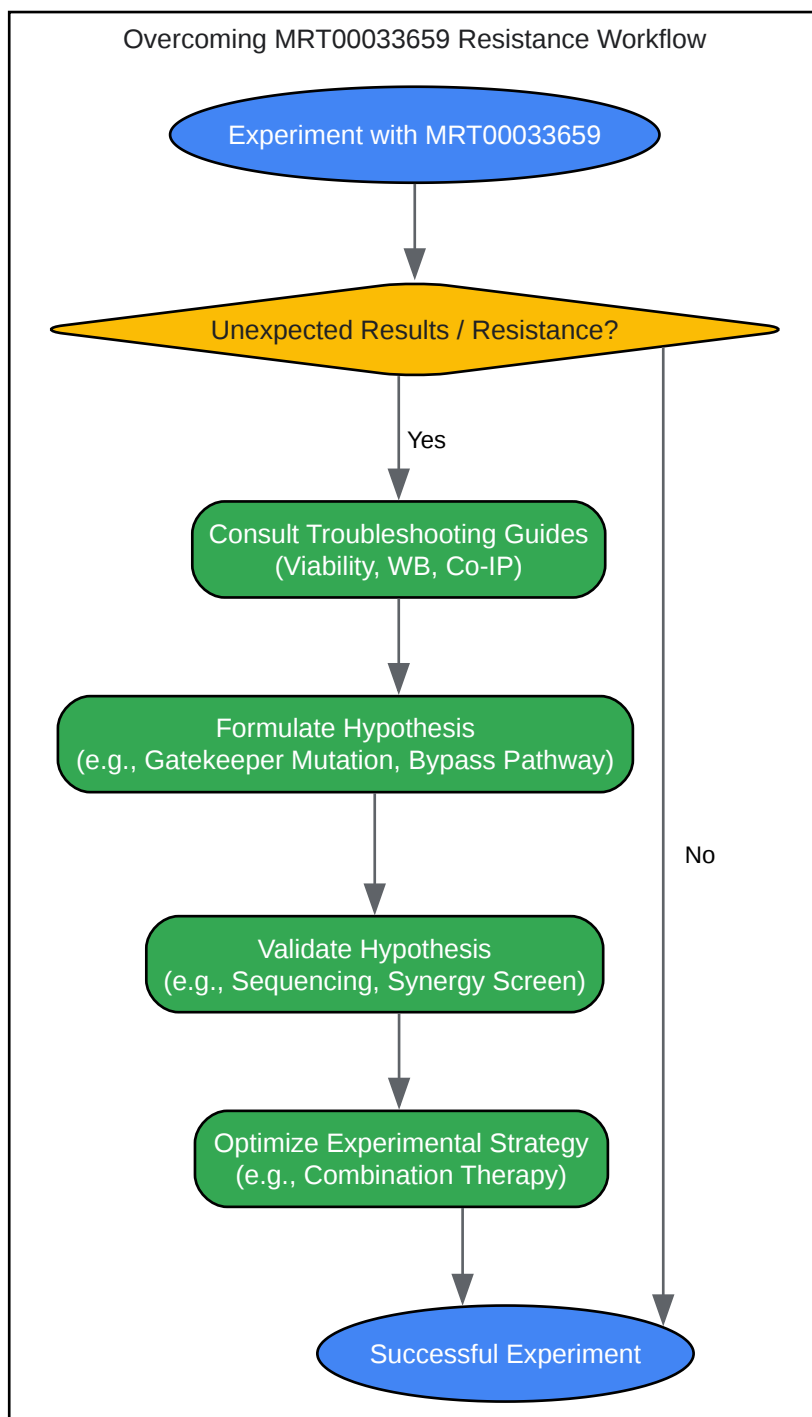 Overcoming MRT00033659 Resistance Workflow
Experiment with MRT00033659
Unexpected Results / Resistance?
Yes
Consult Troubleshooting Guides
(Viability, WB, Co-IP)
Formulate Hypothesis
(e.g., Gatekeeper Mutation, Bypass Pathway)
No
Validate Hypothesis
(e.g., Sequencing, Synergy Screen)
Optimize Experimental Strategy
(e.g., Combination Therapy)
Successful Experiment